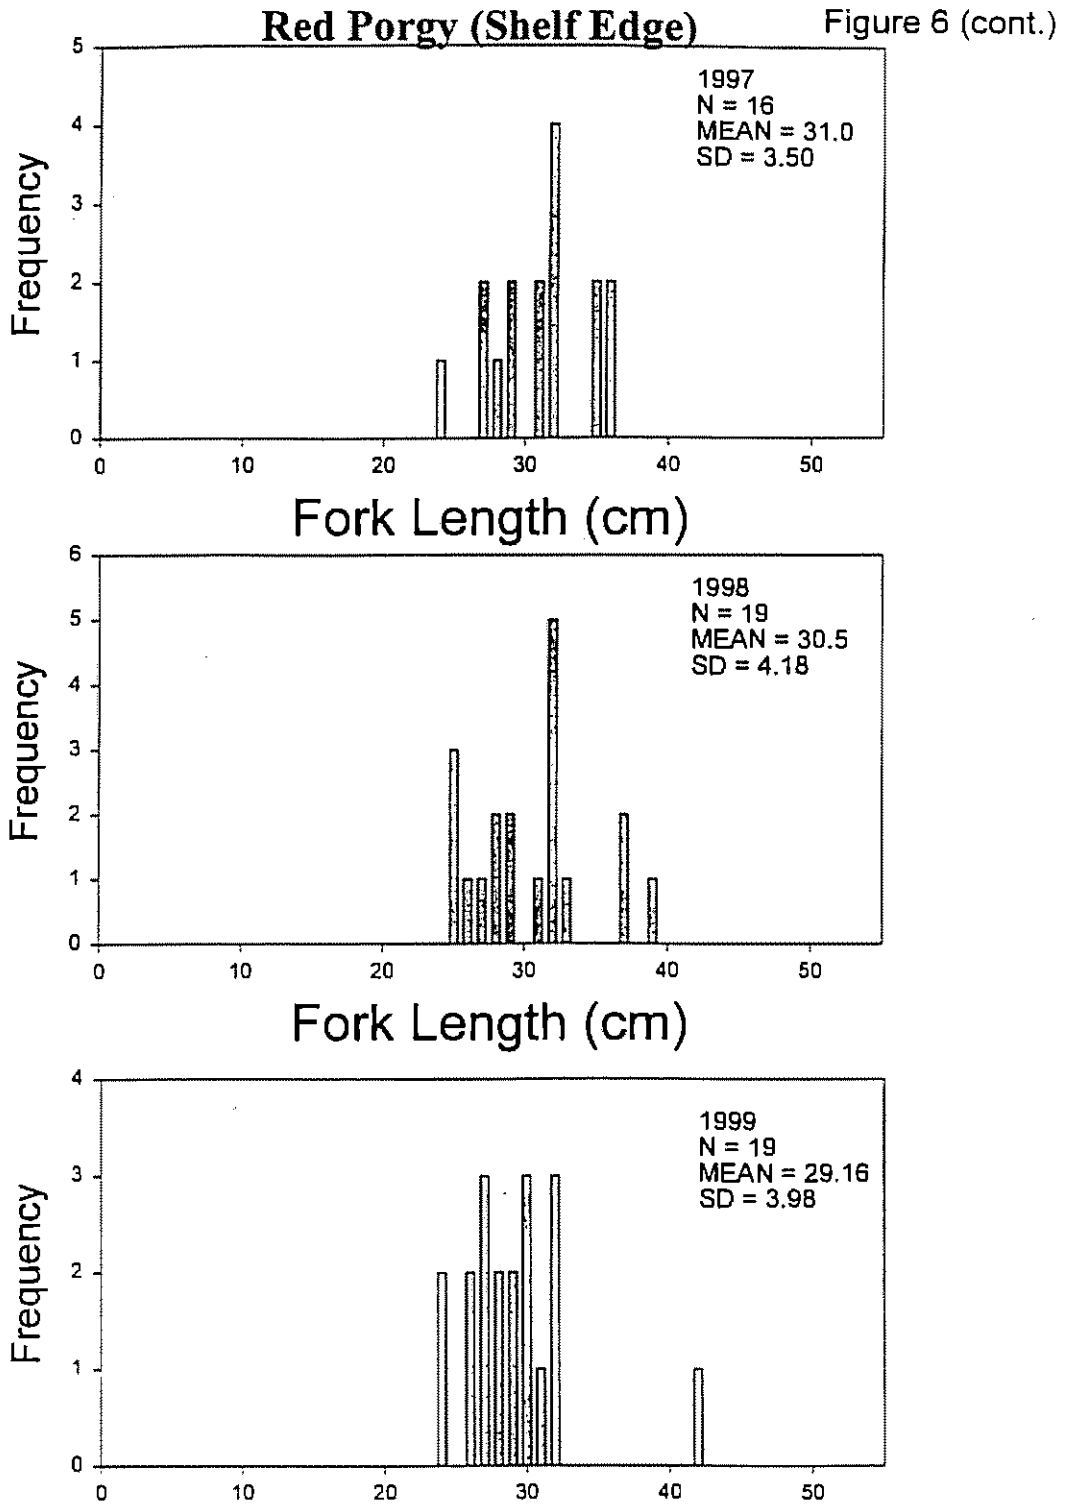 Red Porgy (Shelf Edge)
Figure 6 (cont.)
5
4
3
2
1
0
Frequency
1997
N = 16
MEAN = 31.0
SD = 3.50
0 10 20 30 40 50
Fork Length (cm)
6
5
4
3
2
1
0
Frequency
1998
N = 19
MEAN = 30.5
SD = 4.18
0 10 20 30 40 50
Fork Length (cm)
4
3
2
1
0
Frequency
1999
N = 19
MEAN = 29.16
SD = 3.98
0 10 20 30 40 50